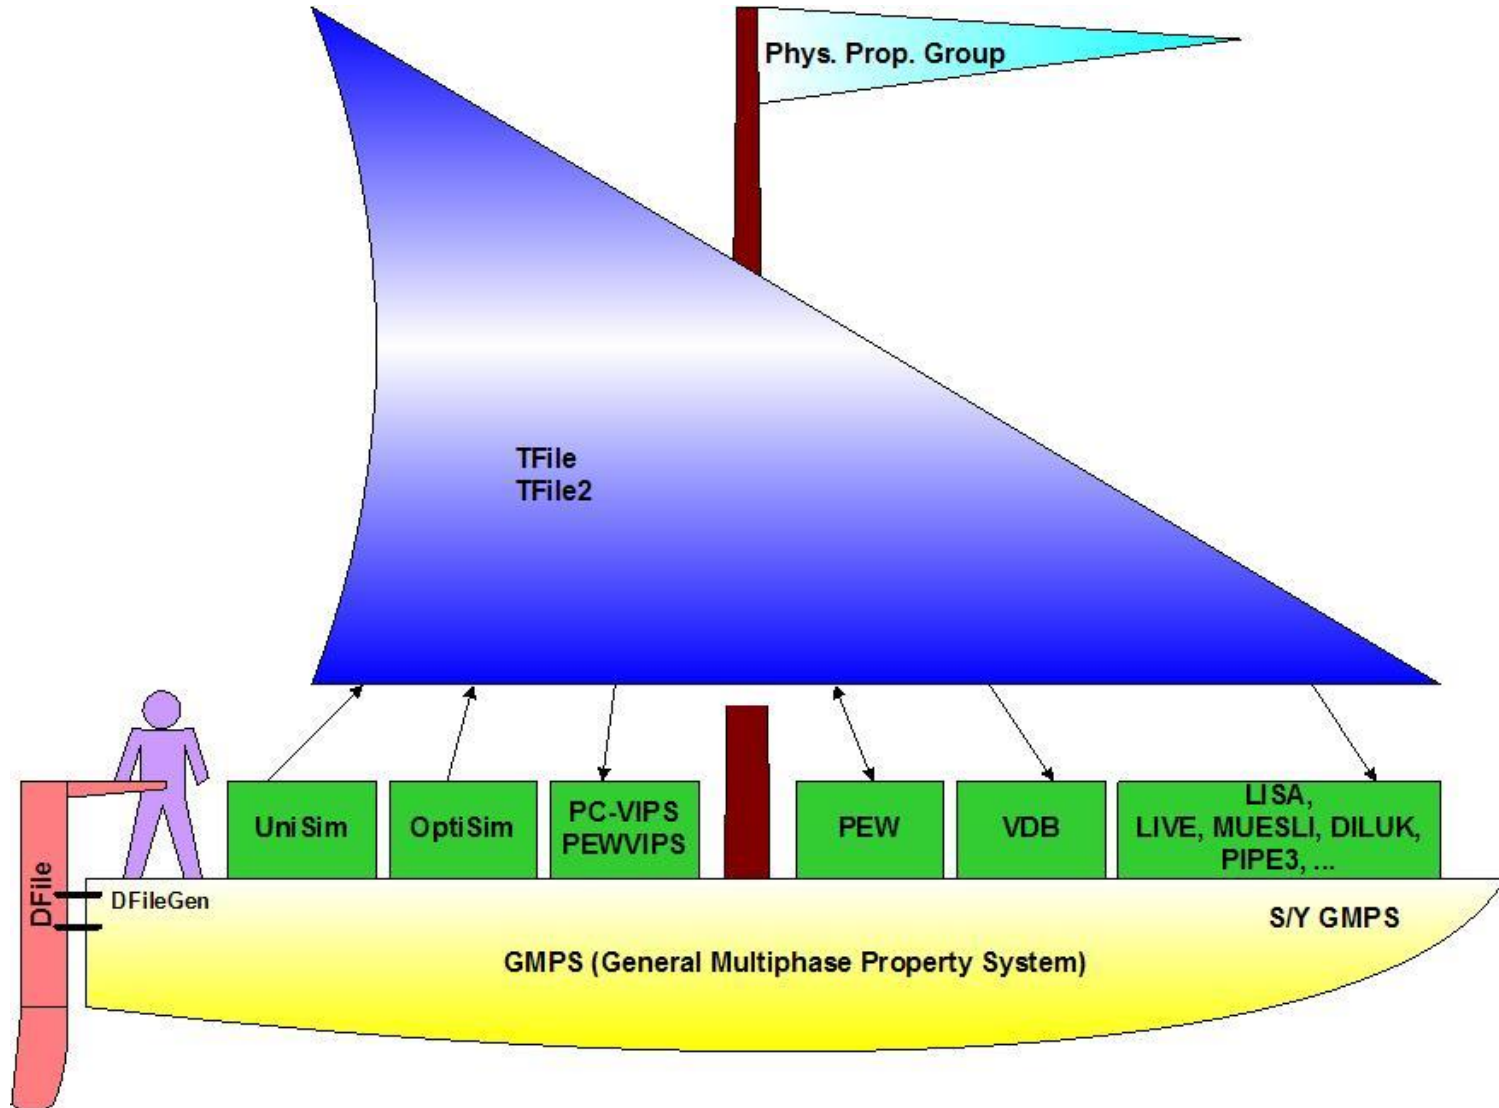 Phys. Prop. Group
TFile
TFile2
UniSim
OptiSim
PC-VIPS
PEWVIPS
PEW
VDB
LISA,
LIVE, MUESLI, DILUK,
PIPE3, ...
DFile
DFileGen
S/Y GMPS
GMPS (General Multiphase Property System)